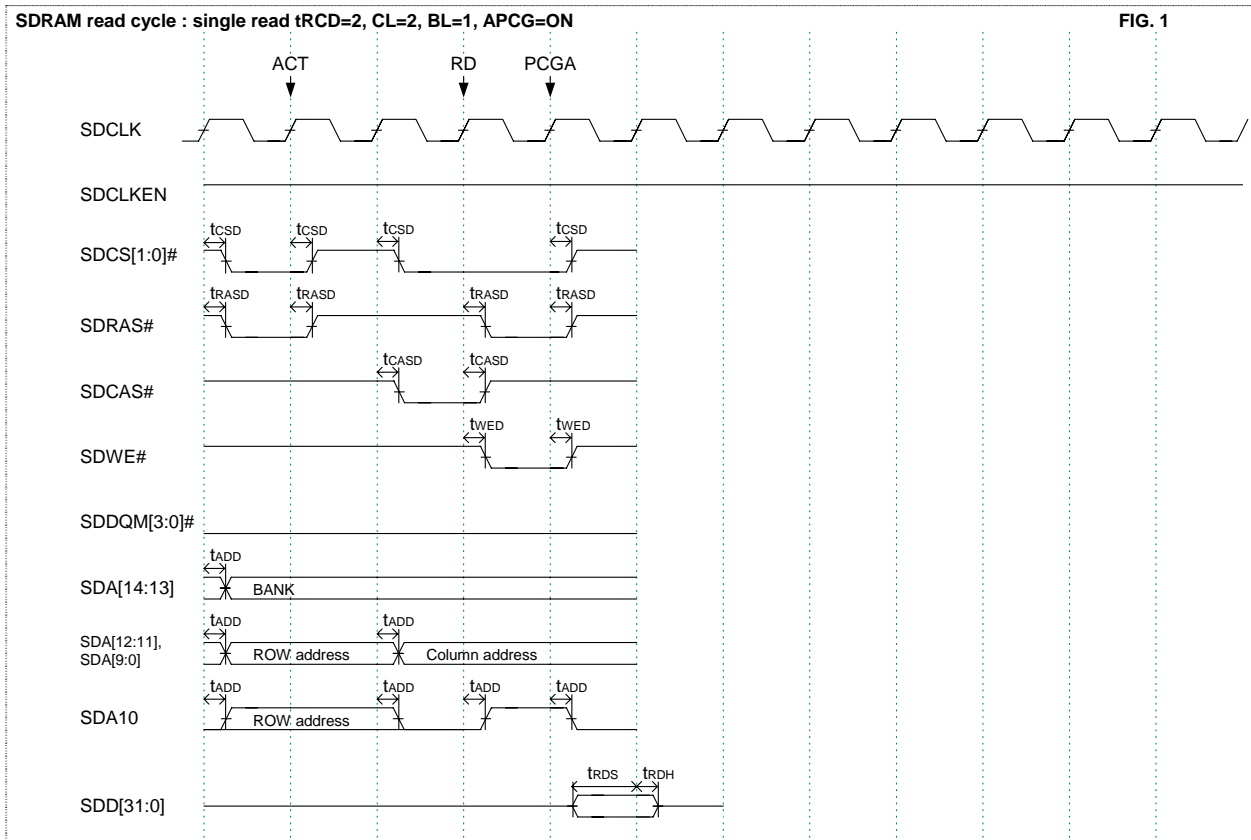 SDRAM read cycle : single read tRCD=2, CL=2, BL=1, APCG=ON FIG. 1
ACT RD PCGA
SDCLK
SDCLKEN
tCSD tCSD tCSD tCSD
SDCS[1:0]#
tRASD tRASD tRASD tRASD
SDRAS#
tCASD tCASD
SDCAS#
tWED tWED
SDWE#
SDDQM[3:0]#
tADD
SDA[14:13] BANK
tADD tADD
SDA[12:11],
SDA[9:0] ROW address Column address
tADD tADD tADD tADD
SDA10 ROW address
tRDS tRDH
SDD[31:0]